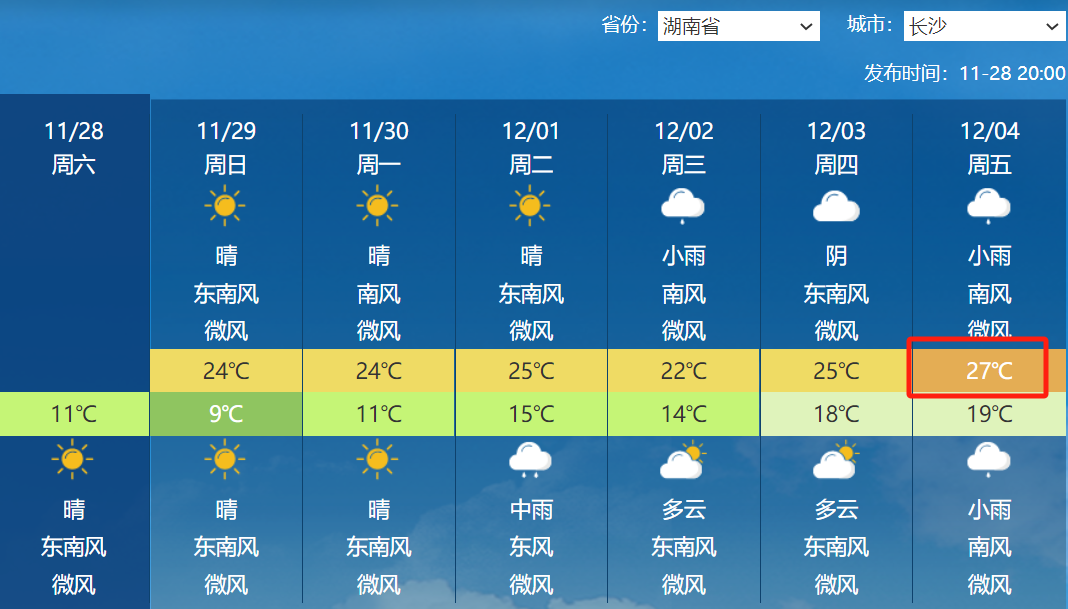 省份： 湖南省 城市： 长沙
发布时间：11-28 20:00
11/28 11/29 11/30 12/01 12/02 12/03 12/04
周六 周日 周一 周二 周三 周四 周五
晴 晴 晴 小雨 阴 小雨
东南风 南风 东南风 南风 东南风 南风
微风 微风 微风 微风 微风 微风
24℃ 24℃ 25℃ 22℃ 25℃ 27℃
11℃ 9℃ 11℃ 15℃ 14℃ 18℃ 19℃
晴 晴 晴 中雨 多云 多云 小雨
东南风 东南风 东南风 东风 东南风 东南风 南风
微风 微风 微风 微风 微风 微风 微风